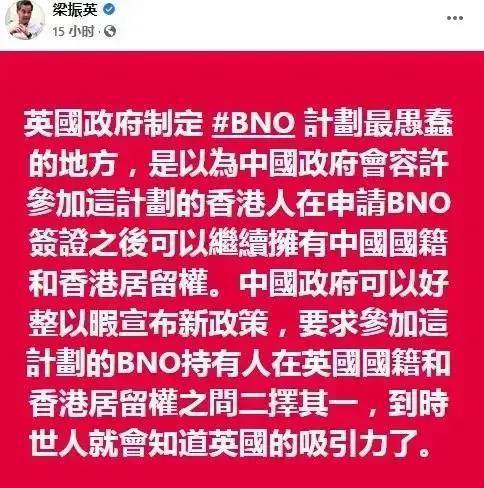 梁振英
15 小时
英國政府制定 #BNO 計劃最愚蠢
的地方，是以為中國政府會容許
參加這計劃的香港人在申請BNO
簽證之後可以繼續擁有中國國籍
和香港居留權。中國政府可以好
整以暇宣布新政策，要求參加這
計劃的BNO持有人在英國國籍和
香港居留權之間二擇其一，到時
世人就會知道英國的吸引力了。